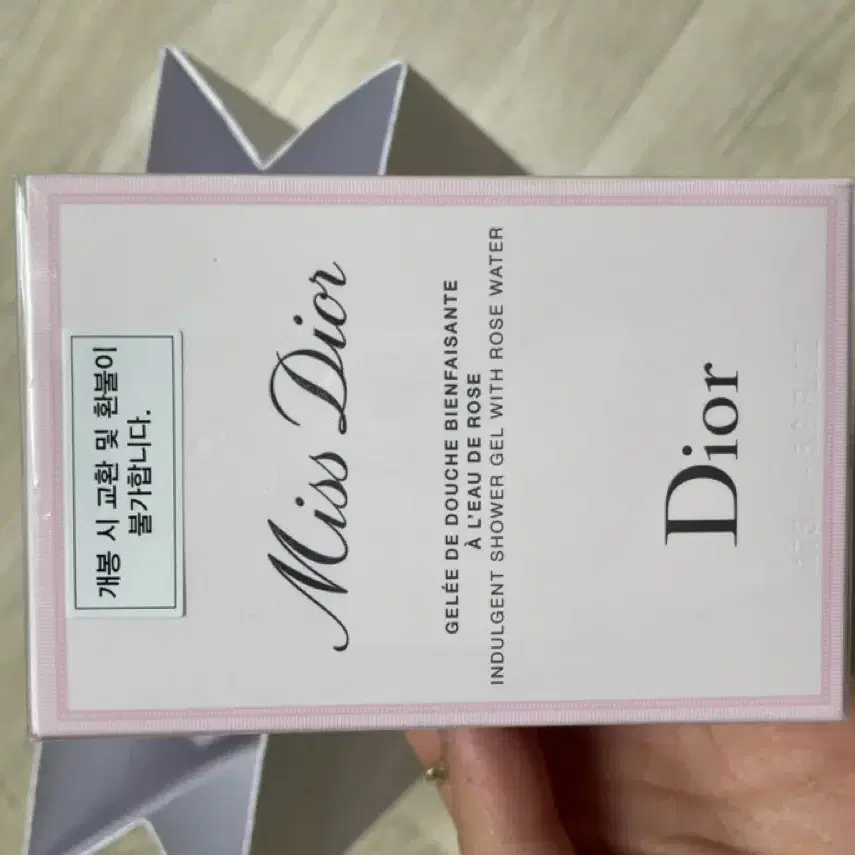 개봉 시 교환 및 환불이
불가합니다.
Miss Dior
GELÉE DE DOUCHE BIENFAISANTE
À L'EAU DE ROSE
INDULGENT SHOWER GEL WITH ROSE WATER
Dior